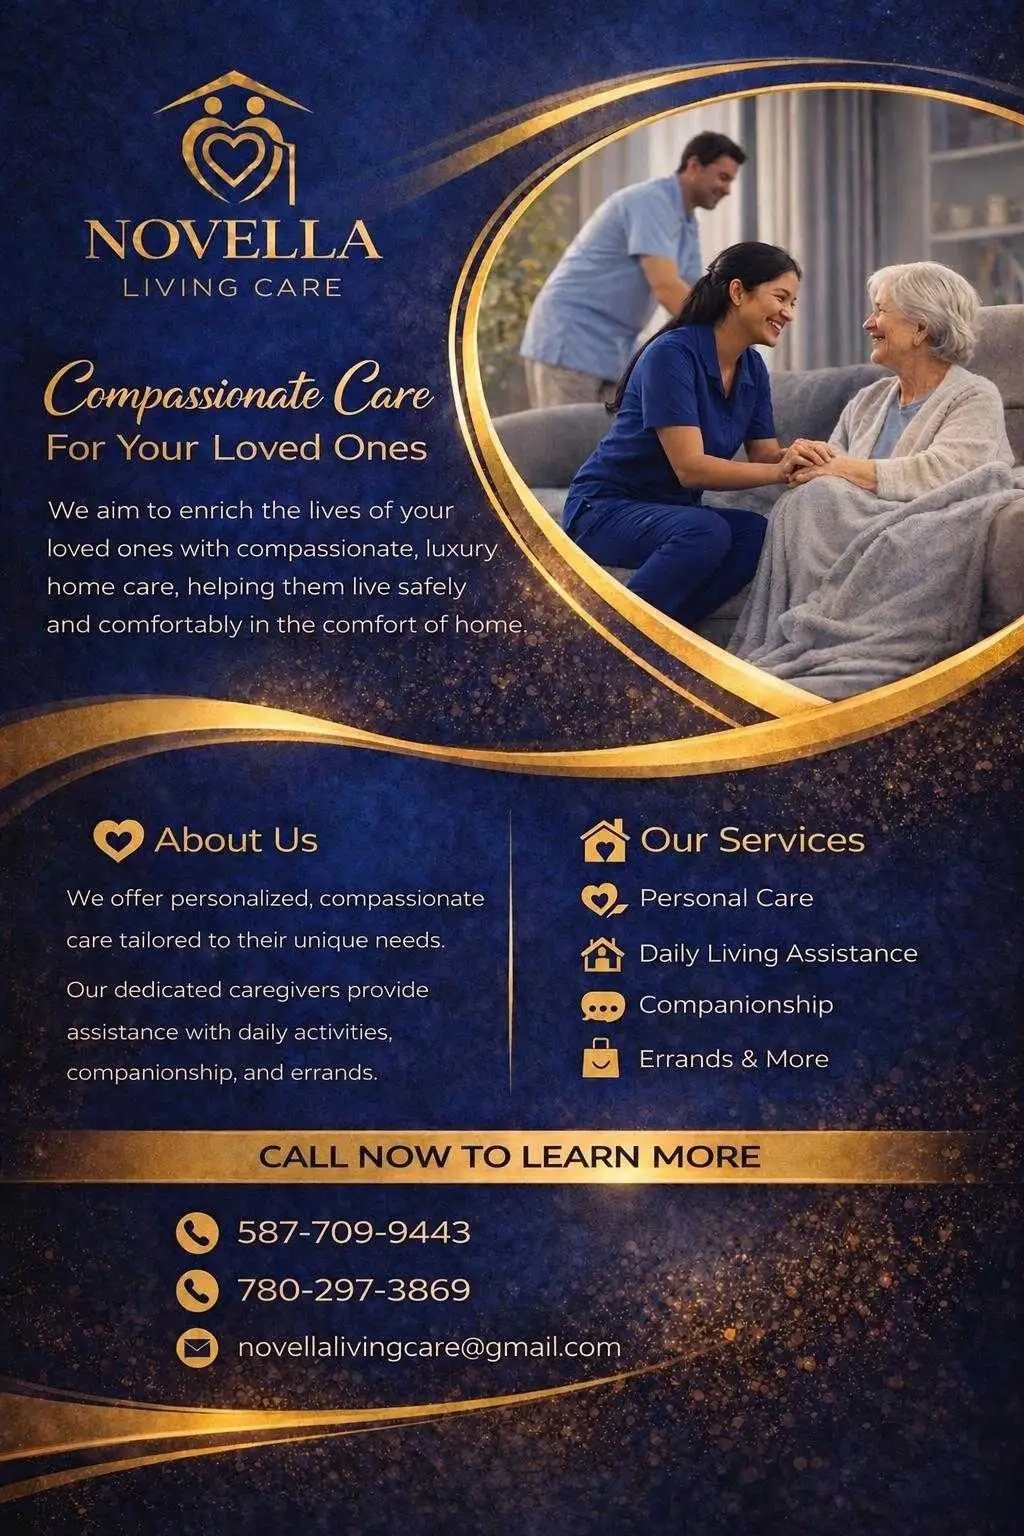 NOVELLA
LIVING CARE
Compassionate Care
For Your Loved Ones
We aim to enrich the lives of your
loved ones with compassionate, luxury
home care, helping them live safely
and comfortably in the comfort of home.
About Us
We offer personalized, compassionate
care tailored to their unique needs.
Our dedicated caregivers provide
assistance with daily activities,
companionship, and errands.
Our Services
Personal Care
Daily Living Assistance
Companionship
Errands & More
CALL NOW TO LEARN MORE
587-709-9443
780-297-3869
novellalivingcare@gmail.com